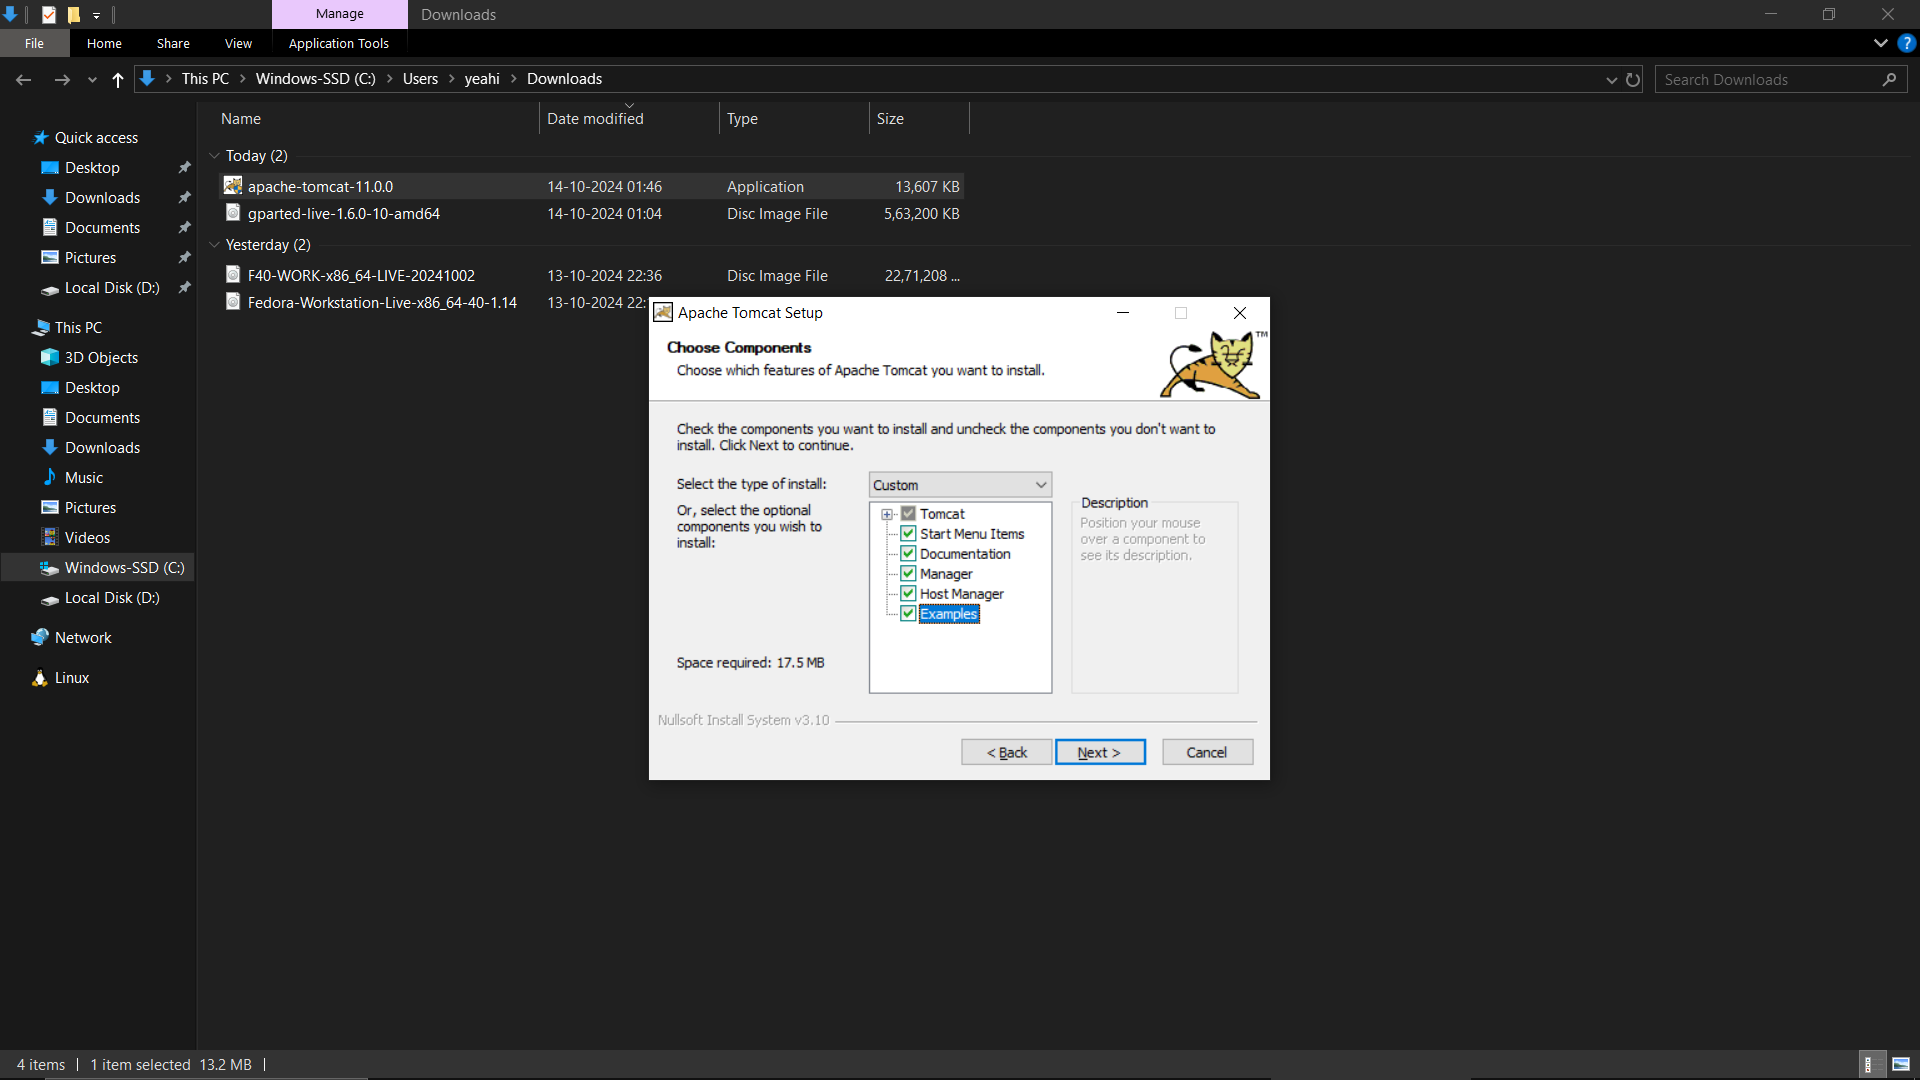 Manage
Downloads
File
Home
Share
View
Application Tools
This PC
Windows-SSD (C:)
Users
yeahi
Downloads
Search Downloads
Name
Date modified
Type
Size
Quick access
Desktop
Downloads
Documents
Pictures
Local Disk (D:)
This PC
3D Objects
Desktop
Documents
Downloads
Music
Pictures
Videos
Windows-SSD (C:)
Local Disk (D:)
Network
Linux
Today (2)
apache-tomcat-11.0.0 14-10-2024 01:46 Application 13,607 KB
gparted-live-1.6.0-10-amd64 14-10-2024 01:04 Disc Image File 5,63,200 KB
Yesterday (2)
F40-WORK-x86_64-LIVE-20241002 13-10-2024 22:36 Disc Image File 22,71,208 ...
Fedora-Workstation-Live-x86_64-40-1.14 13-10-2024 22:
Apache Tomcat Setup
Choose Components
Choose which features of Apache Tomcat you want to install.
TM
Check the components you want to install and uncheck the components you don't want to
install. Click Next to continue.
Select the type of install:
Custom
Or, select the optional
components you wish to
install:
Tomcat
Start Menu Items
Documentation
Manager
Host Manager
Examples
Description
Position your mouse
over a component to
see its description.
Space required: 17.5 MB
Nullsoft Install System v3.10
< Back
Next >
Cancel
4 items
1 item selected 13.2 MB